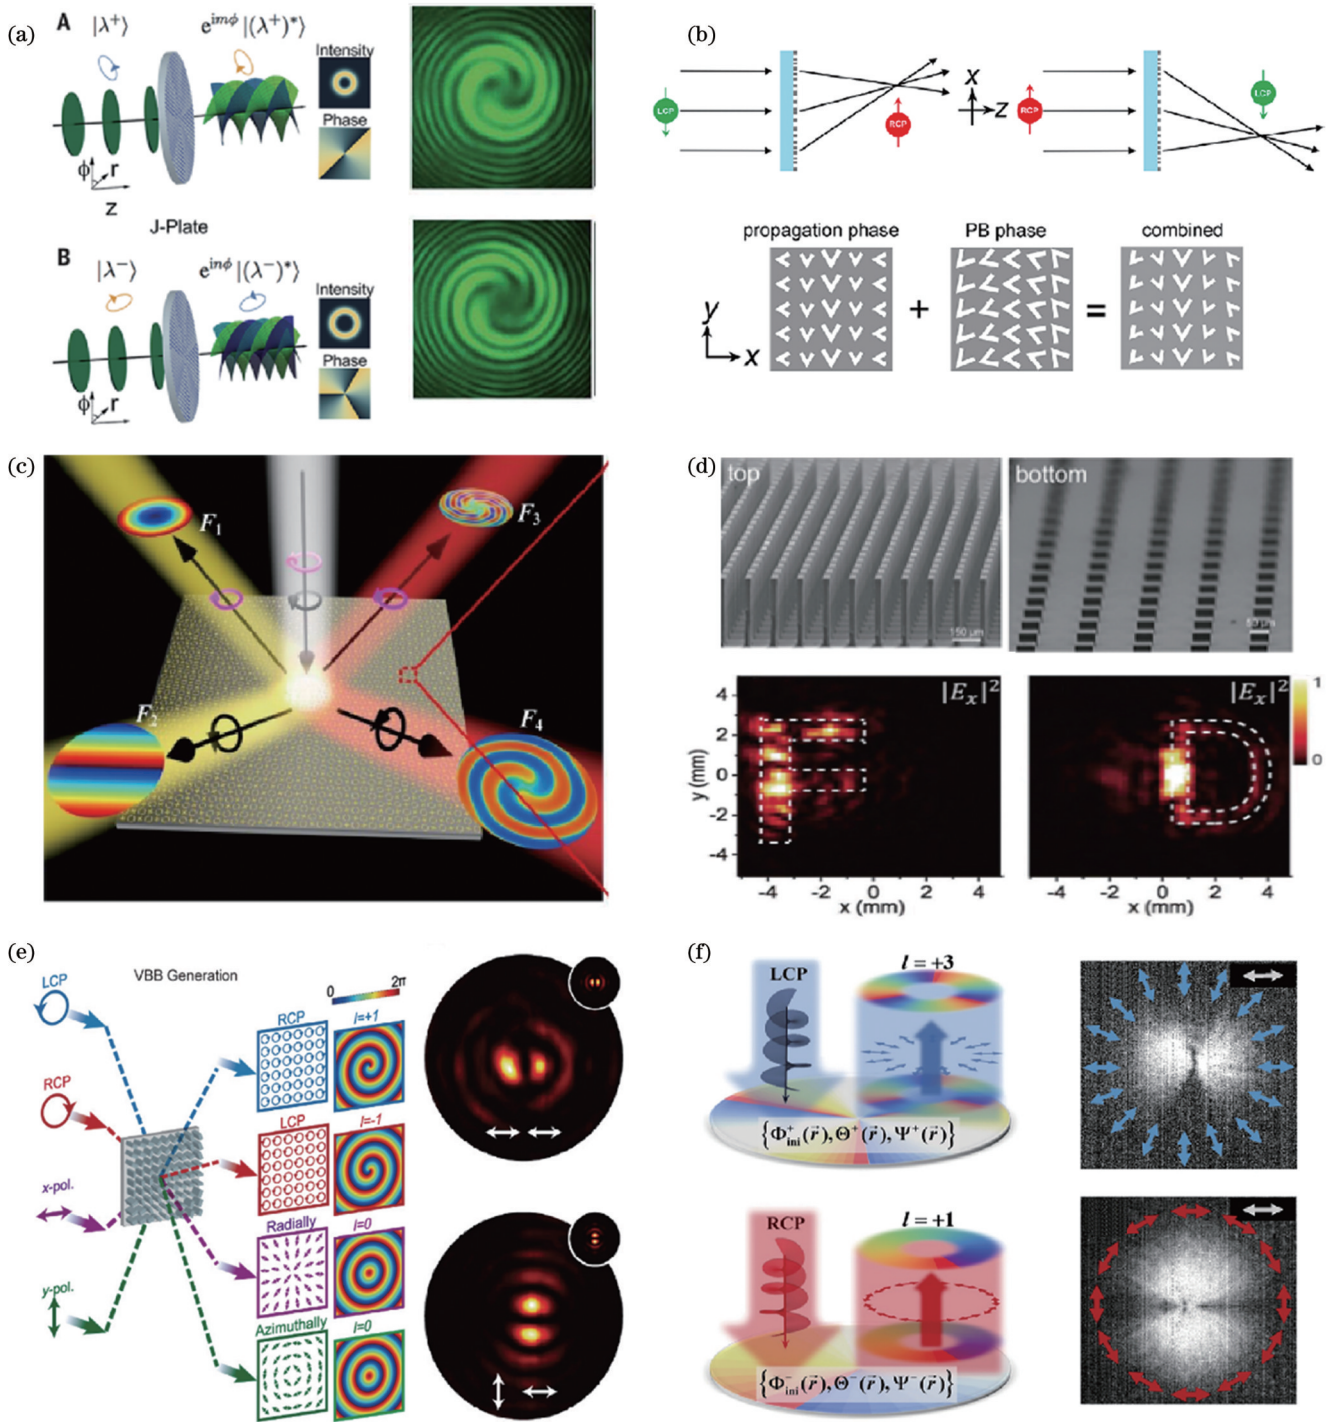 (a)
A
|λ⁺⟩
e^{imϕ} |(λ⁺)*⟩
Intensity
Phase
ϕ
r
z
J-Plate
B
|λ⁻⟩
e^{inϕ} |(λ⁻)*⟩
Intensity
Phase
ϕ
r
(b)
LCP
RCP
x
z
RCP
LCP
propagation phase
PB phase
combined
+
=
y
x
(c)
F₁
F₃
F₂
F₄
(d)
top
bottom
150 μm
50 μm
|Eₓ|²
|Eₓ|²
1
0
4
2
0
-2
-4
y (mm)
-4 -2 0 2 4
x (mm)
-4 -2 0 2 4
x (mm)
(e)
VBB Generation
LCP
0 2π
RCP
l=+1
RCP
LCP
l=-1
x-pol.
Radially
l=0
y-pol.
Azimuthally
l=0
(f)
LCP
l = +3
{Φ⁺ᵢₙᵢ(r⃗), Θ⁺(r⃗), Ψ⁺(r⃗)}
RCP
l = +1
{Φ⁻ᵢₙᵢ(r⃗), Θ⁻(r⃗), Ψ⁻(r⃗)}